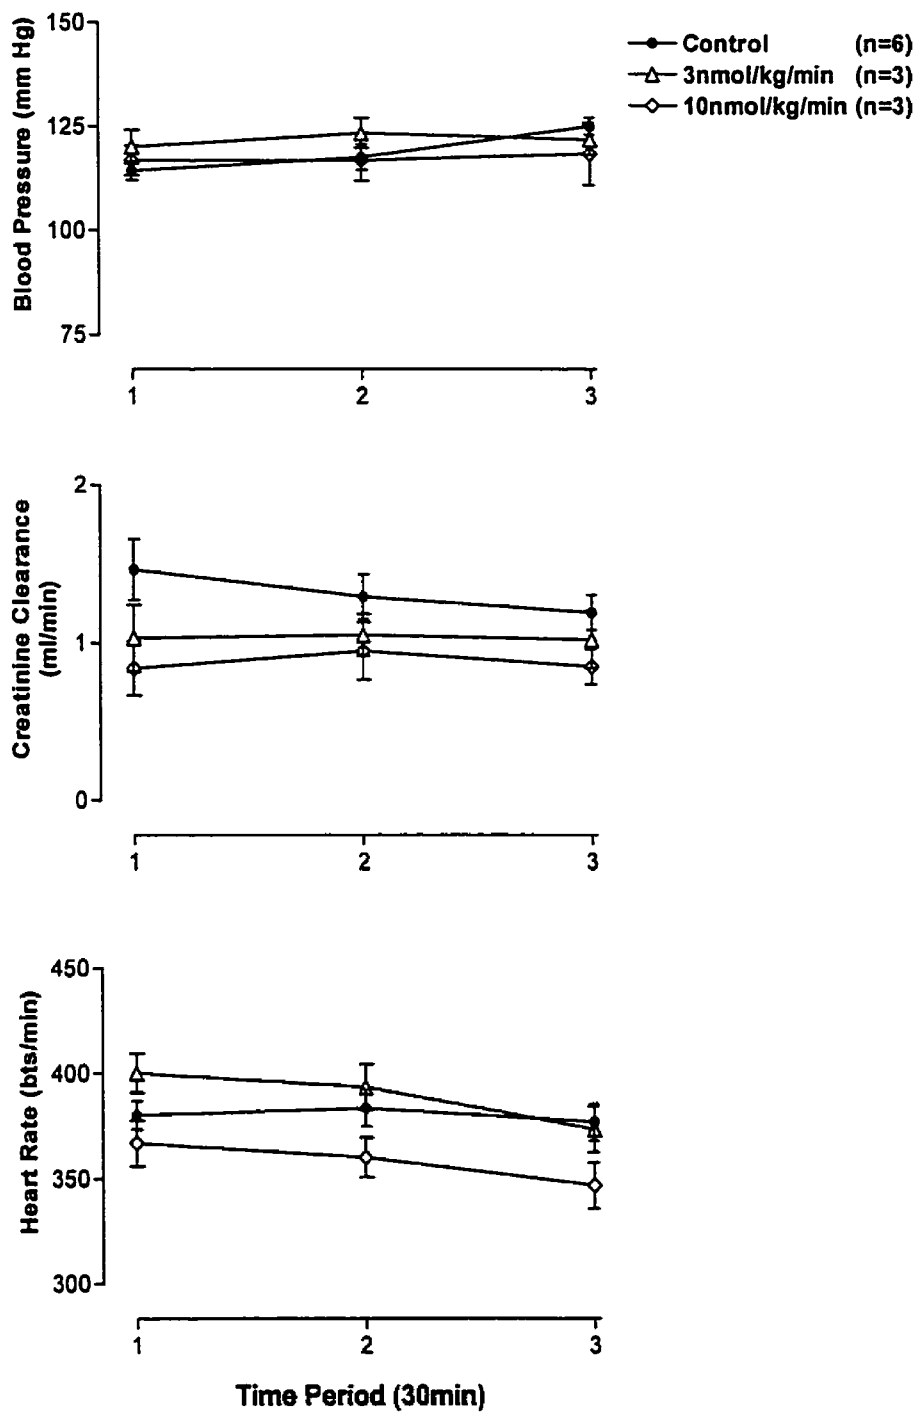 Control (n=6)
3nmol/kg/min (n=3)
10nmol/kg/min (n=3)
Blood Pressure (mm Hg)
150
125
100
75
1 2 3
Creatinine Clearance
(ml/min)
2
1
0
1 2 3
Heart Rate (bts/min)
450
400
350
300
1 2 3
Time Period (30min)